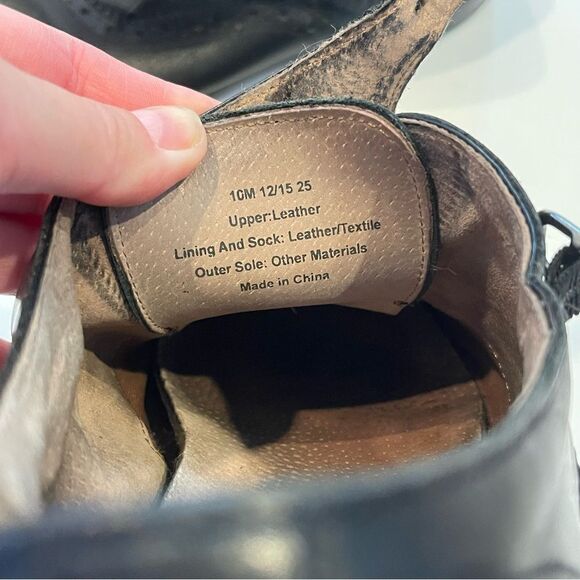 10M 12/15 25
Upper:Leather
Lining And Sock: Leather/Textile
Outer Sole: Other Materials
Made in China